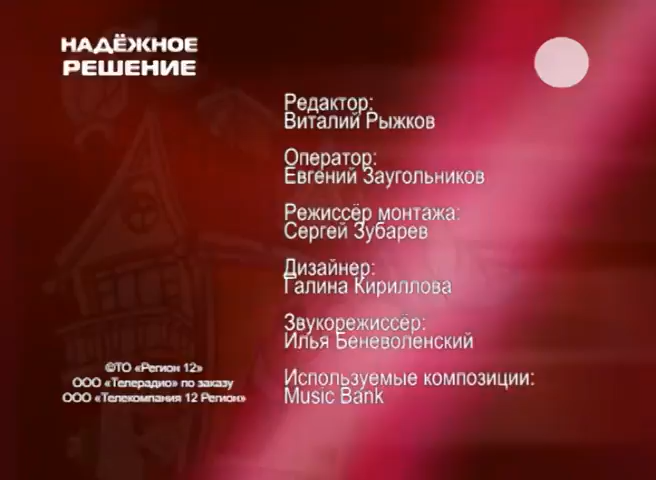 НАДЁЖНОЕ
РЕШЕНИЕ
Редактор:
Виталий Рыжков
Оператор:
Евгений Заугольников
Режиссёр монтажа:
Сергей Зубарев
Дизайнер:
Галина Кириллова
Звукорежиссёр:
Илья Беневоленский
Используемые композиции:
Music Bank
©ТО «Регион 12»
ООО «Телерадио» по заказу
ООО «Телекомпания 12 Регион»